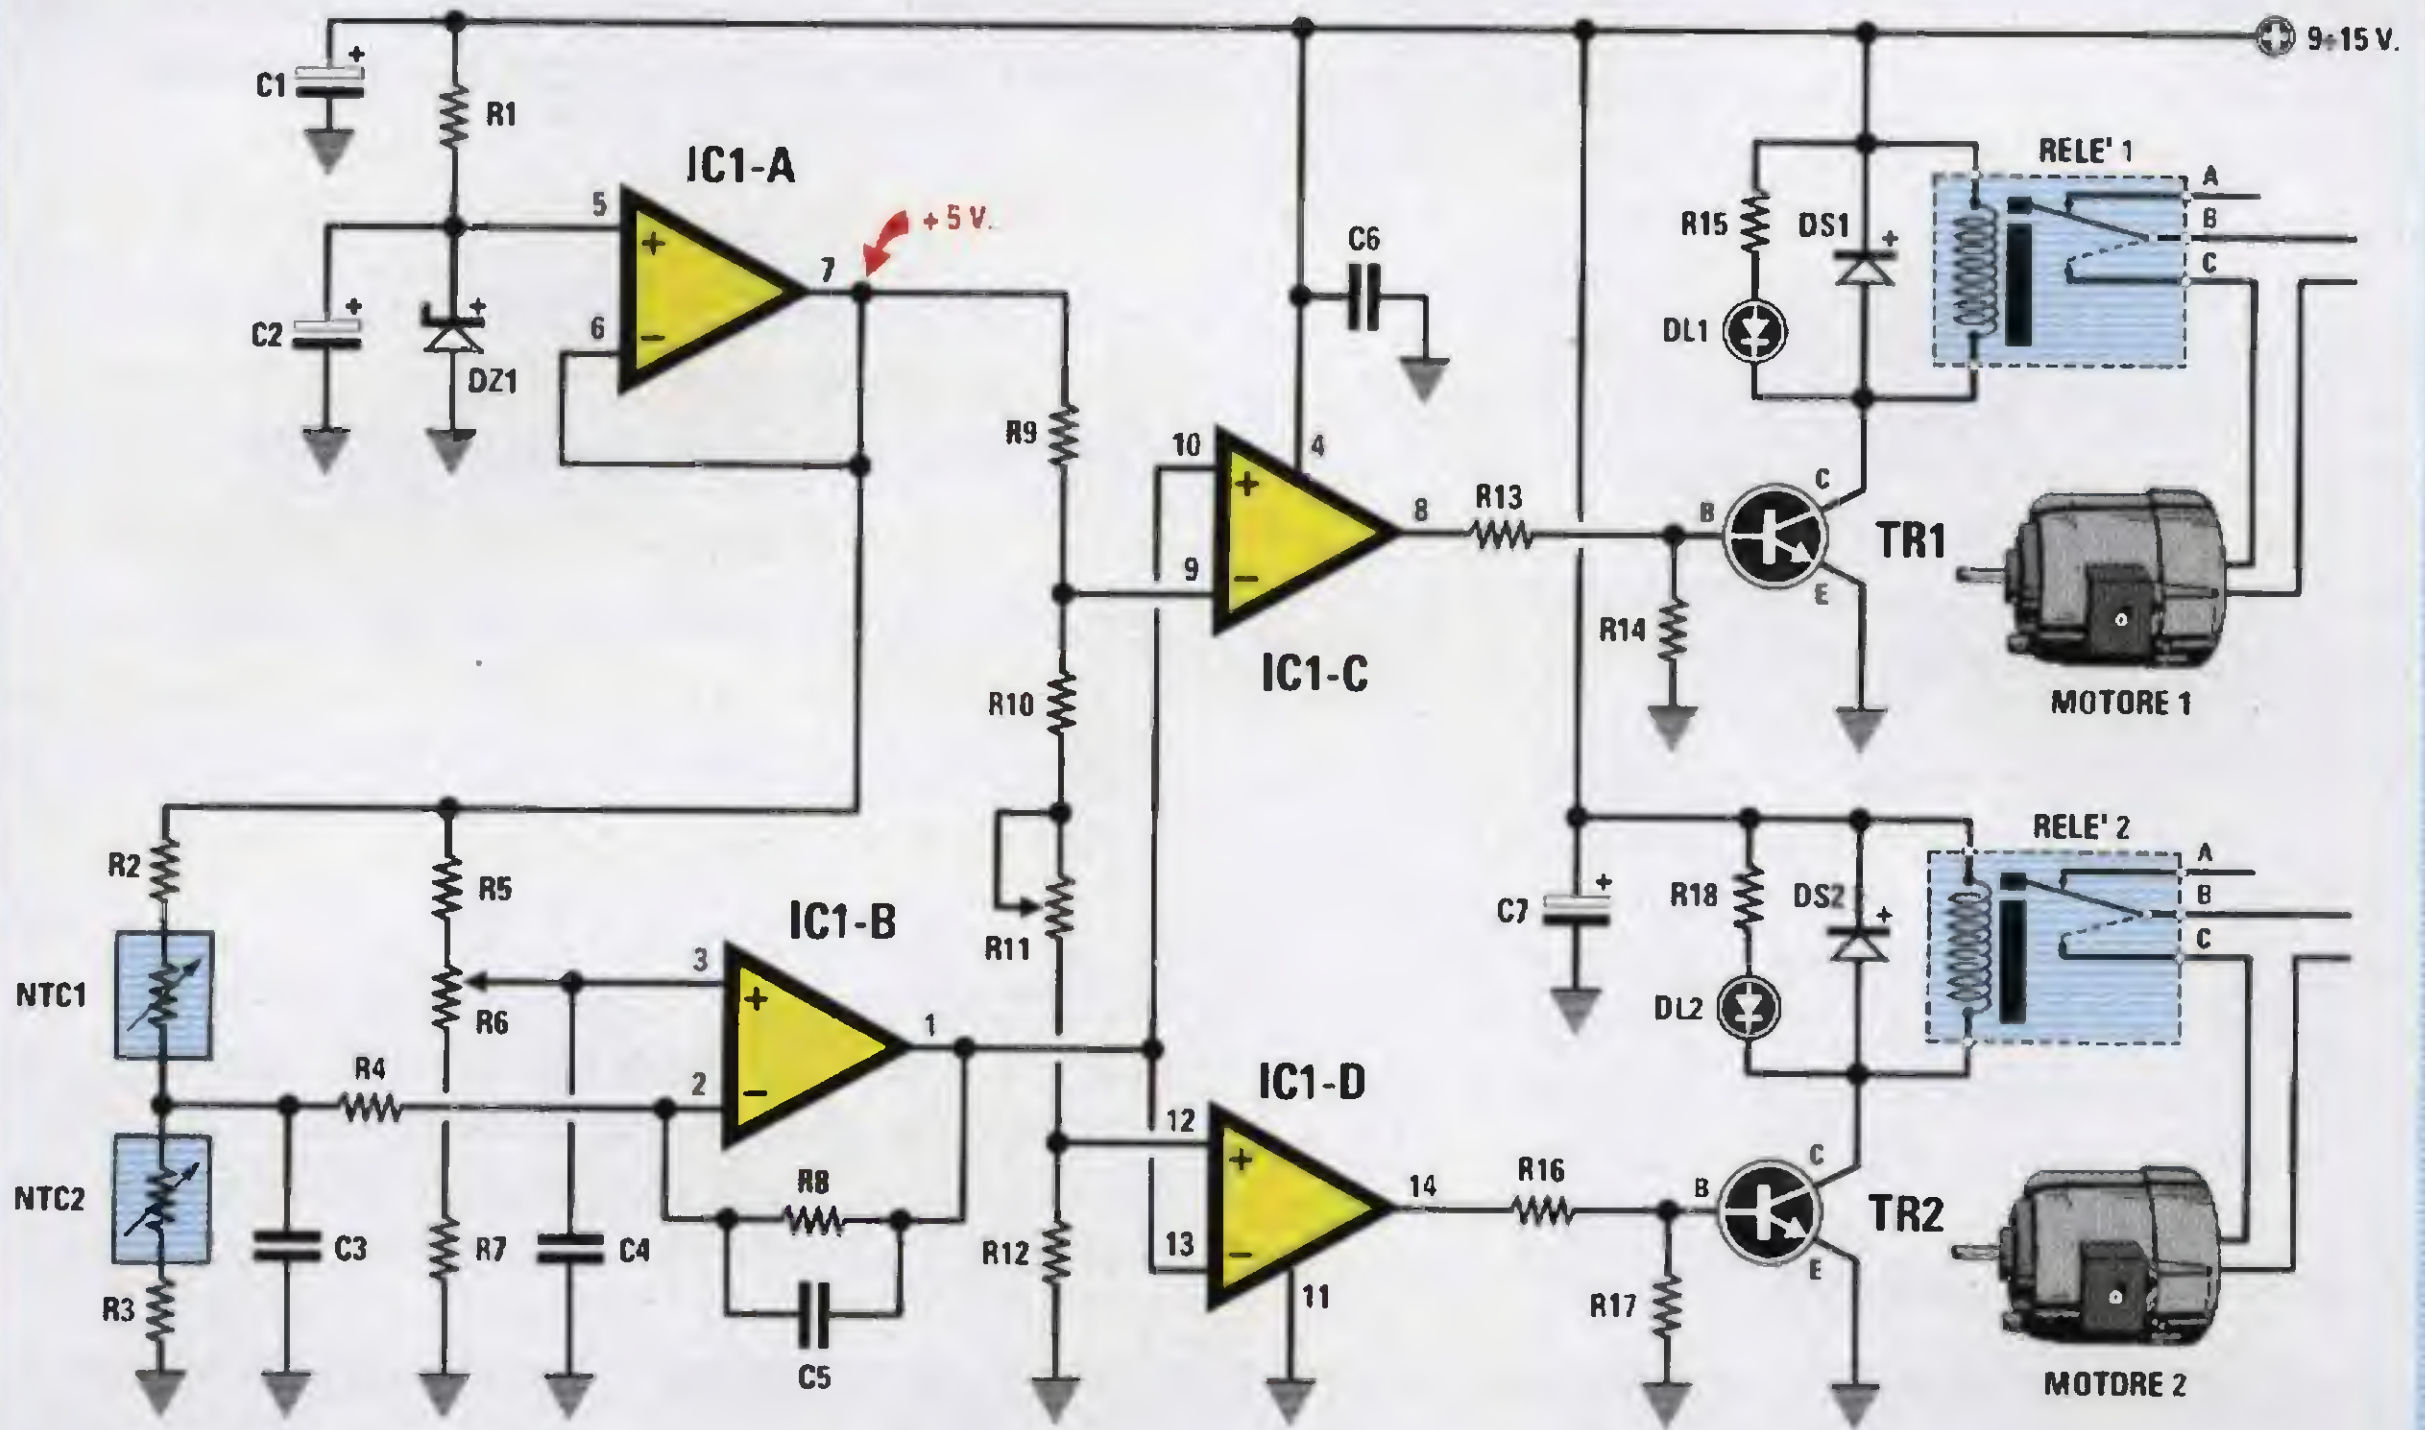 9÷15 V.
C1
+
R1
IC1-A
5
+
6
−
7
+ 5 V.
C2
+
+
DZ1
R9
C6
10
+
4
9
−
8
IC1-C
R13
R14
B
C
E
TR1
R15
DS1
+
DL1
RELE' 1
A
B
C
MOTORE 1
R10
R11
R2
NTC1
NTC2
R3
R4
C3
R5
R6
R7
C4
IC1-B
3
+
2
−
1
R8
C5
R12
IC1-D
12
+
13
−
11
14
R16
R17
B
C
E
TR2
C7
+
R18
DS2
+
DL2
RELE' 2
A
B
C
MOTORE 2